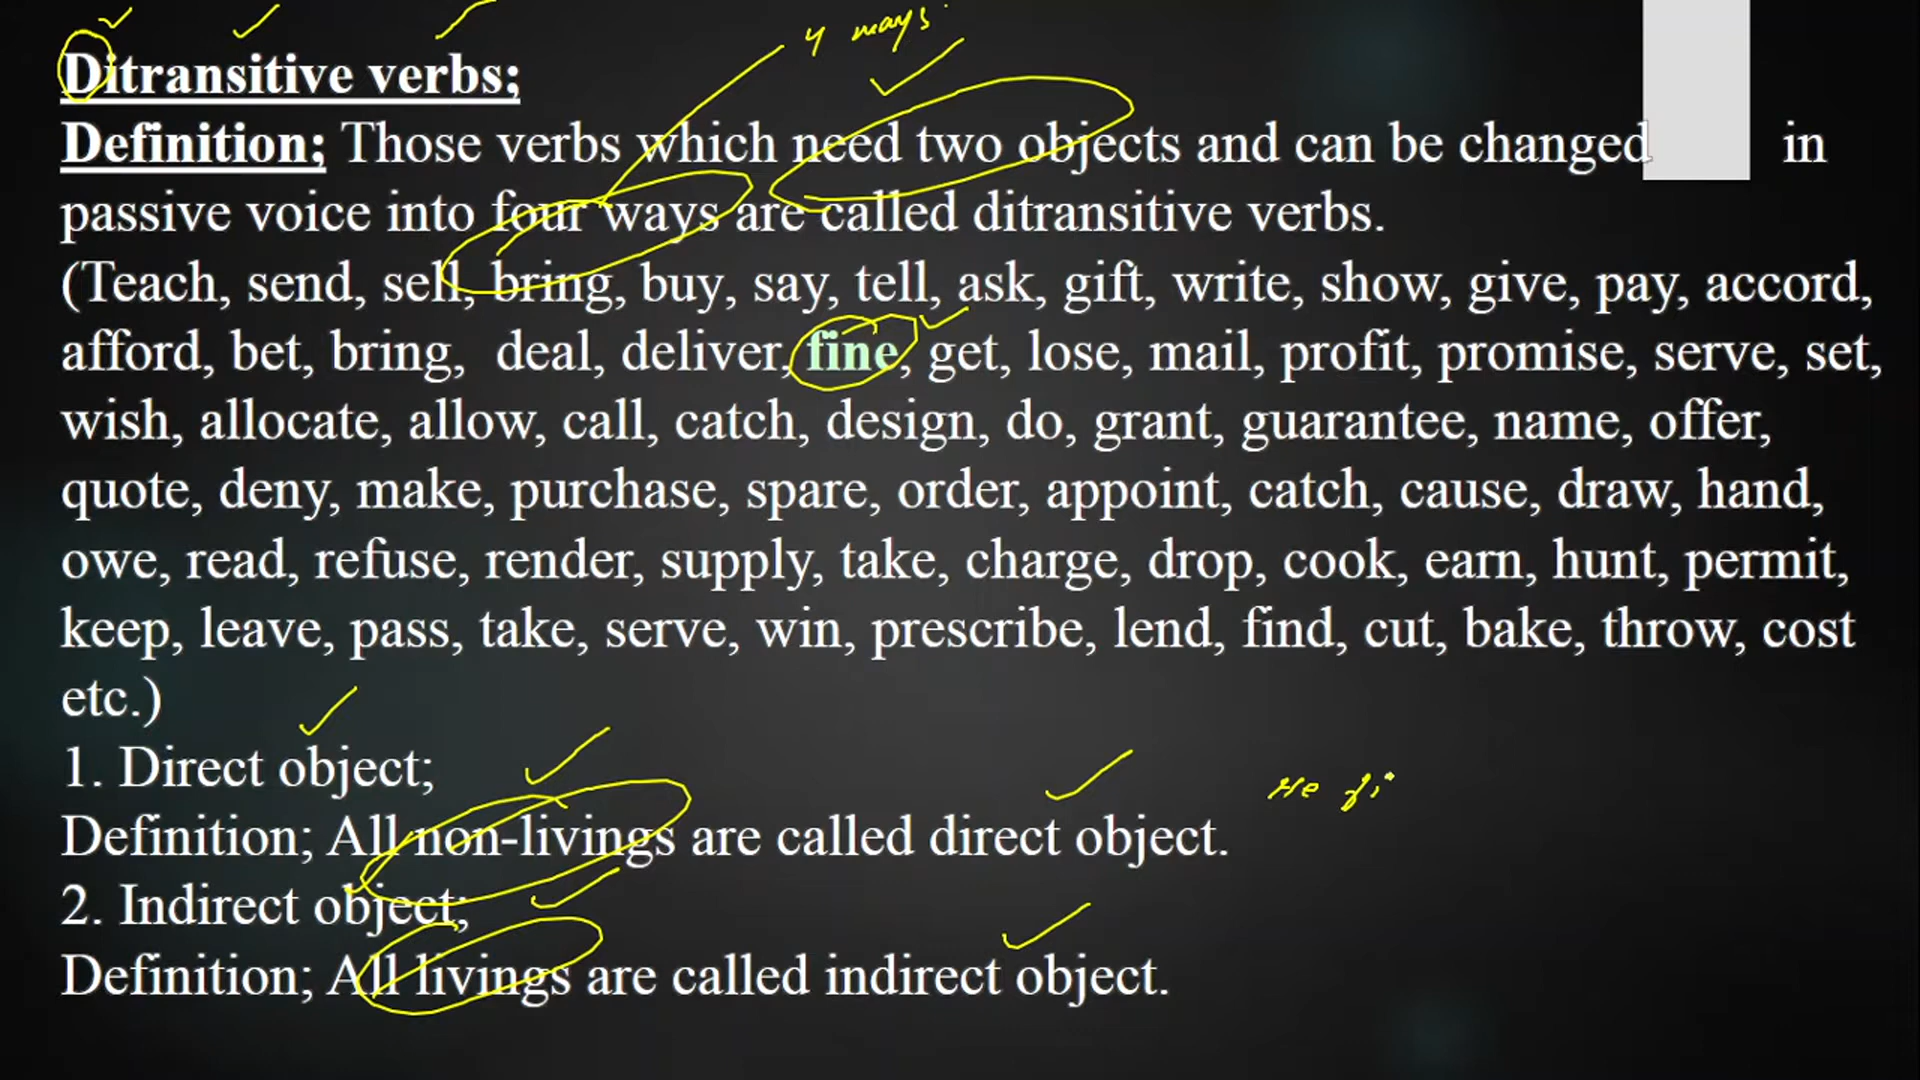 4 ways
Ditransitive verbs;
Definition; Those verbs which need two objects and can be changed in
passive voice into four ways are called ditransitive verbs.
(Teach, send, sell, bring, buy, say, tell, ask, gift, write, show, give, pay, accord,
afford, bet, bring, deal, deliver, fine, get, lose, mail, profit, promise, serve, set,
wish, allocate, allow, call, catch, design, do, grant, guarantee, name, offer,
quote, deny, make, purchase, spare, order, appoint, catch, cause, draw, hand,
owe, read, refuse, render, supply, take, charge, drop, cook, earn, hunt, permit,
keep, leave, pass, take, serve, win, prescribe, lend, find, cut, bake, throw, cost
etc.)
1. Direct object;
He fi
Definition; All non-livings are called direct object.
2. Indirect object;
Definition; All livings are called indirect object.